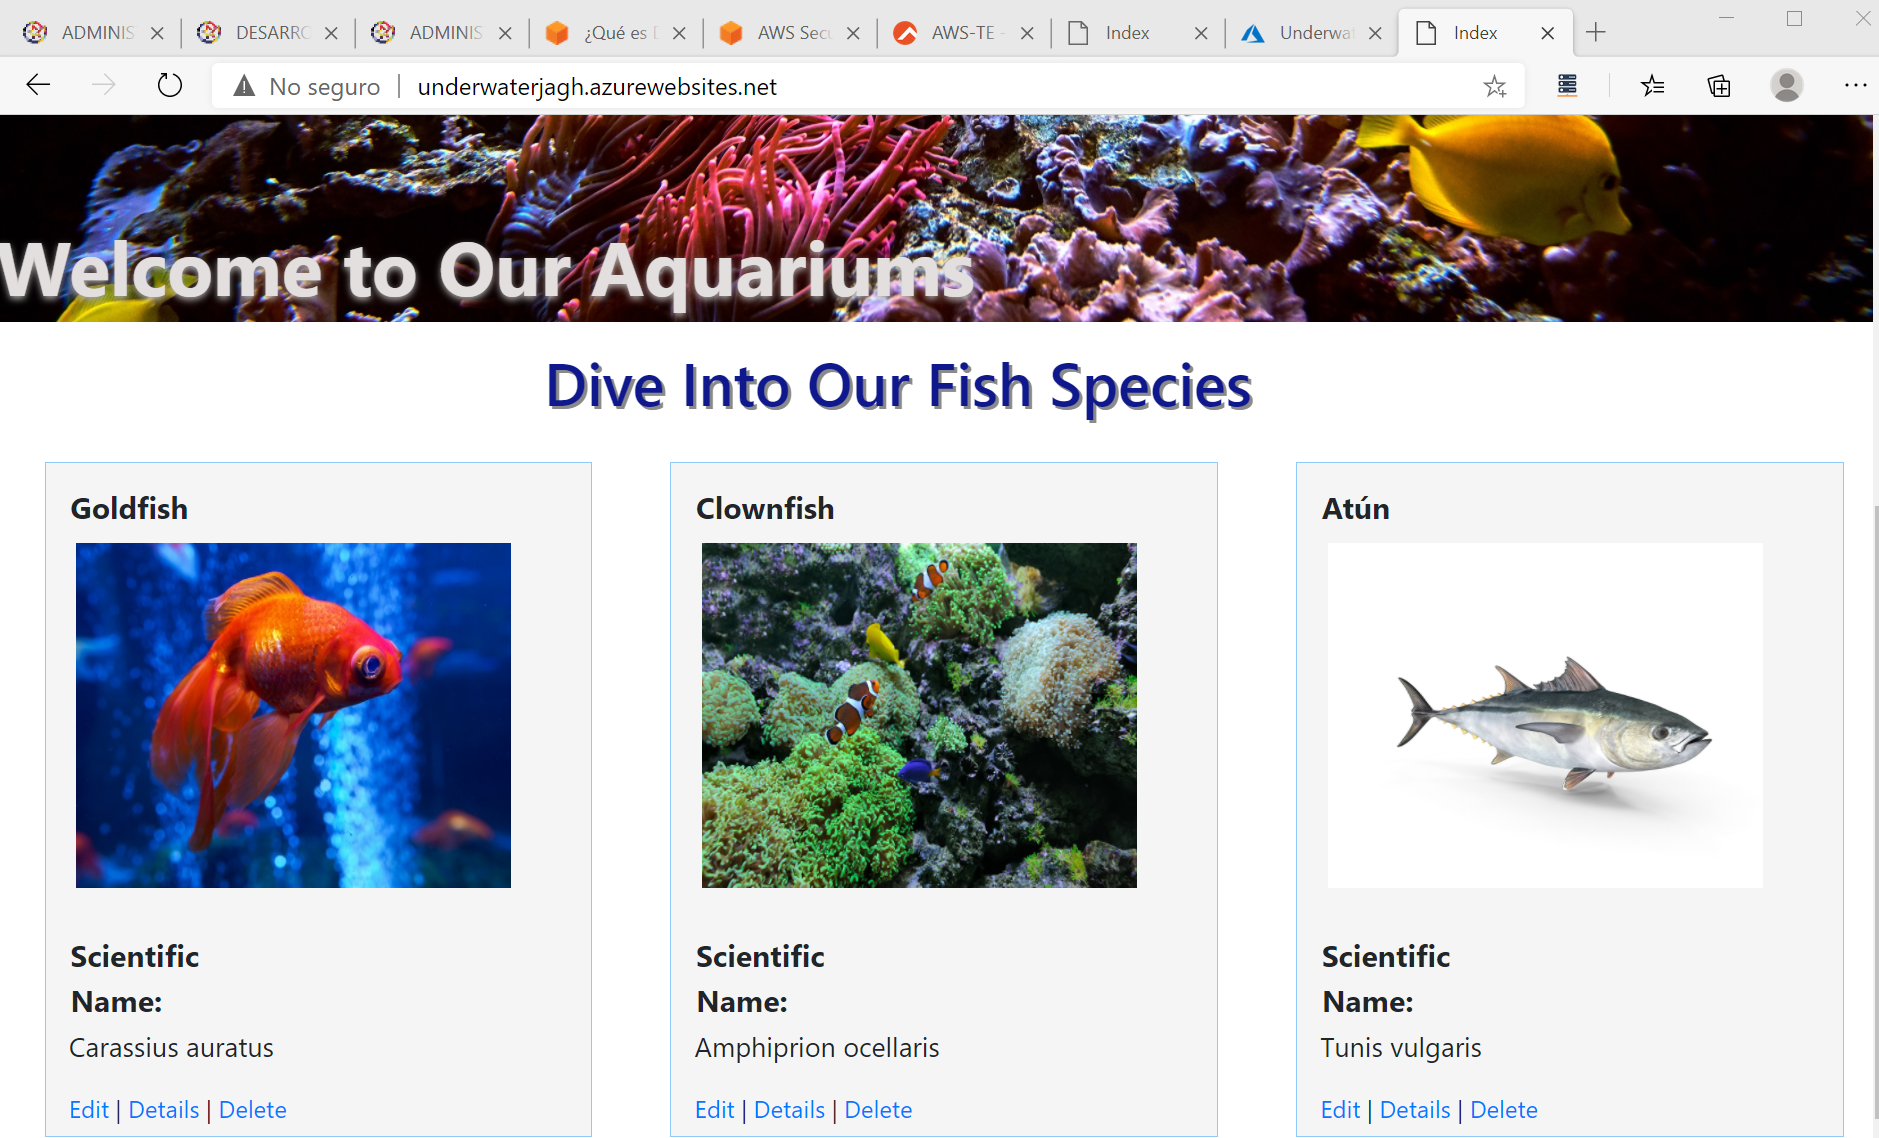 ADMINIS
DESARRO
ADMINIS
¿Qué es
AWS Secu
AWS-TE -
Index
Underwat
Index
No seguro | underwaterjagh.azurewebsites.net
Welcome to Our Aquariums
Dive Into Our Fish Species
Goldfish
Scientific
Name:
Carassius auratus
Edit | Details | Delete
Clownfish
Scientific
Name:
Amphiprion ocellaris
Edit | Details | Delete
Atún
Scientific
Name:
Tunis vulgaris
Edit | Details | Delete